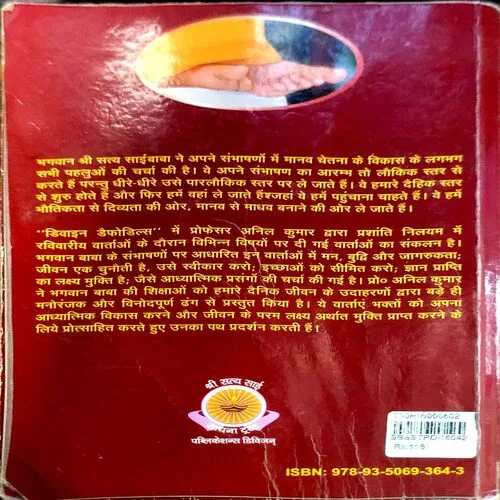 भगवान श्री सत्य साईबाबा ने अपने संभाषणों में मानव चेतना के विकास के लगभग
सभी पहलुओं की चर्चा की है। वे अपने संभाषण का आरम्भ तो लौकिक स्तर से
करते हैं परन्तु धीरे-धीरे उसे पारलौकिक स्तर पर ले जाते हैं। वे हमारे दैहिक स्तर
से शुरु होते हैं और फिर हमें वहां ले जाते हैंश्जहां वे हमें पहुंचाना चाहते हैं। वे हमें
भौतिकता से दिव्यता की ओर, मानव से माधव बनाने की ओर ले जाते हैं।
"डिवाइन डैफोडिल्स" में प्रोफेसर अनिल कुमार द्वारा प्रशांति निलयम में
रविवारीय वार्ताओं के दौरान विभिन्न विषयों पर दी गई वार्ताओं का संकलन है।
भगवान बाबा के संभाषणों पर आधारित इन वार्ताओं में मन, बुद्धि और जागरुकता;
जीवन एक चुनौती है, उसे स्वीकार करो; इच्छाओं को सीमित करो; ज्ञान प्राप्ति
का लक्ष्य मुक्ति है; जैसे आध्यात्मिक प्रसंगों की चर्चा की गई है। प्रो० अनिल कुमार
ने भगवान बाबा की शिक्षाओं को हमारे दैनिक जीवन के उदाहरणों द्वारा बड़े ही
मनोरंजक और विनोदपूर्ण ढंग से प्रस्तुत किया है। ये वार्ताएं भक्तों को अपना
आध्यात्मिक विकास करने और जीवन के परम लक्ष्य अर्थात मुक्ति प्राप्त करने के
लिये प्रोत्साहित करते हुए उनका पथ प्रदर्शन करती हैं।
श्री सत्य साई
साधना ट्रस्ट
पब्लिकेशन्स डिविजन्
SSSSTPD-16042
ISBN: 978-93-5069-364-3